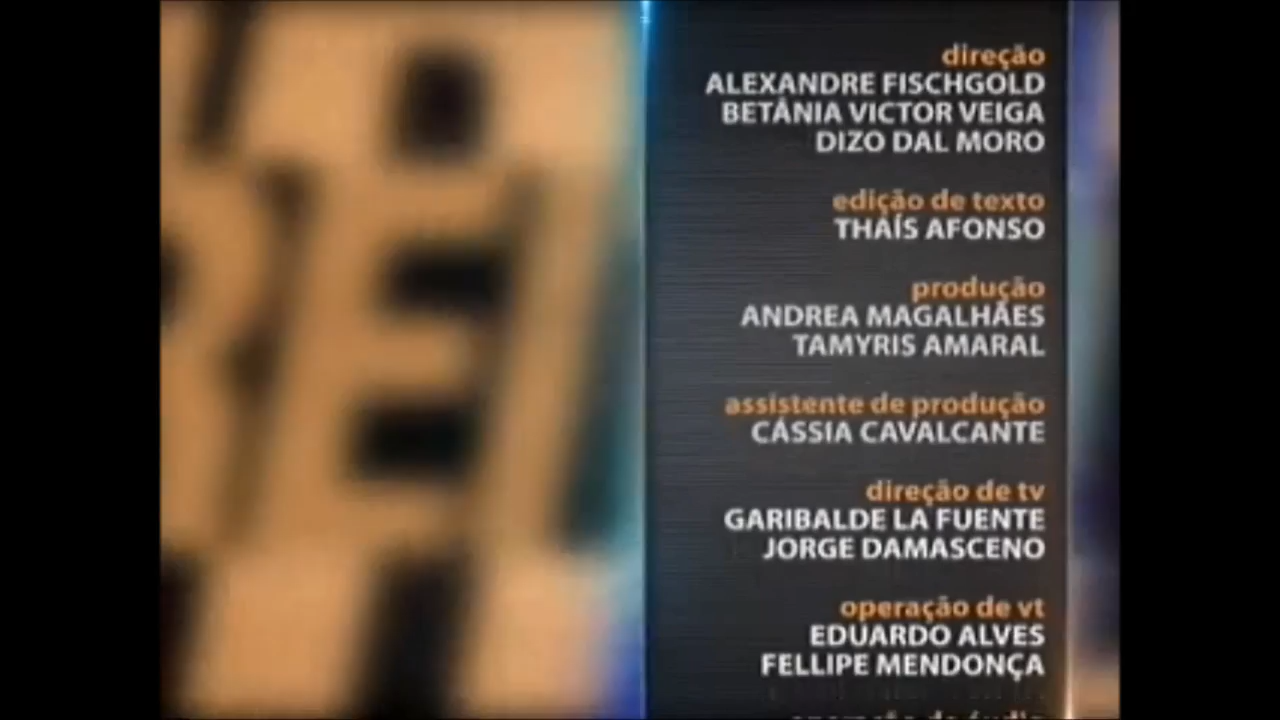 direção
ALEXANDRE FISCHGOLD
BETÂNIA VICTOR VEIGA
DIZO DAL MORO
edição de texto
THAÍS AFONSO
produção
ANDREA MAGALHÃES
TAMYRIS AMARAL
assistente de produção
CÁSSIA CAVALCANTE
direção de tv
GARIBALDE LA FUENTE
JORGE DAMASCENO
operação de vt
EDUARDO ALVES
FELLIPE MENDONÇA